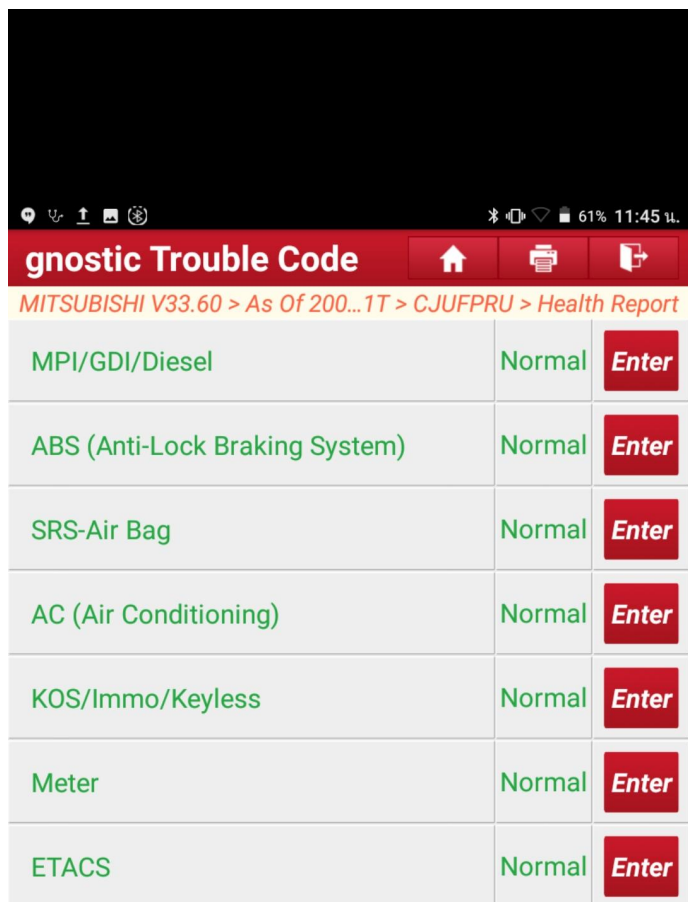 61% 11:45 น.
gnostic Trouble Code
MITSUBISHI V33.60 > As Of 200...1T > CJUFPRU > Health Report
MPI/GDI/Diesel Normal Enter
ABS (Anti-Lock Braking System) Normal Enter
SRS-Air Bag Normal Enter
AC (Air Conditioning) Normal Enter
KOS/Immo/Keyless Normal Enter
Meter Normal Enter
ETACS Normal Enter